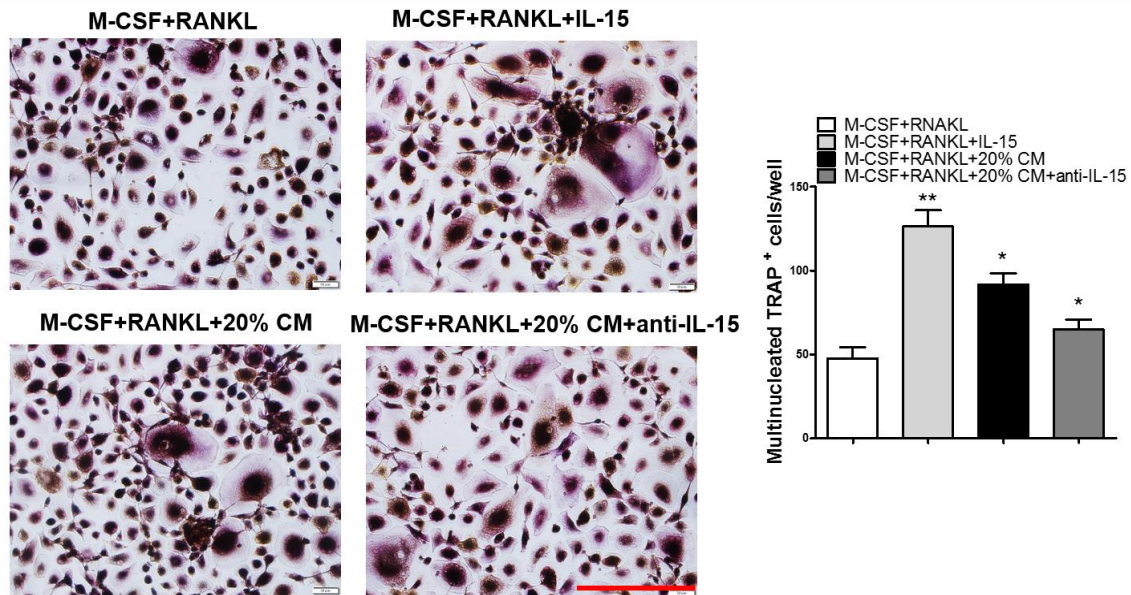 M-CSF+RANKL
M-CSF+RANKL+IL-15
M-CSF+RANKL+20% CM
M-CSF+RANKL+20% CM+anti-IL-15
M-CSF+RNAKL
M-CSF+RANKL+IL-15
M-CSF+RANKL+20% CM
M-CSF+RANKL+20% CM+anti-IL-15
Multinucleated TRAP + cells/well
150
100
50
0
**
*
*